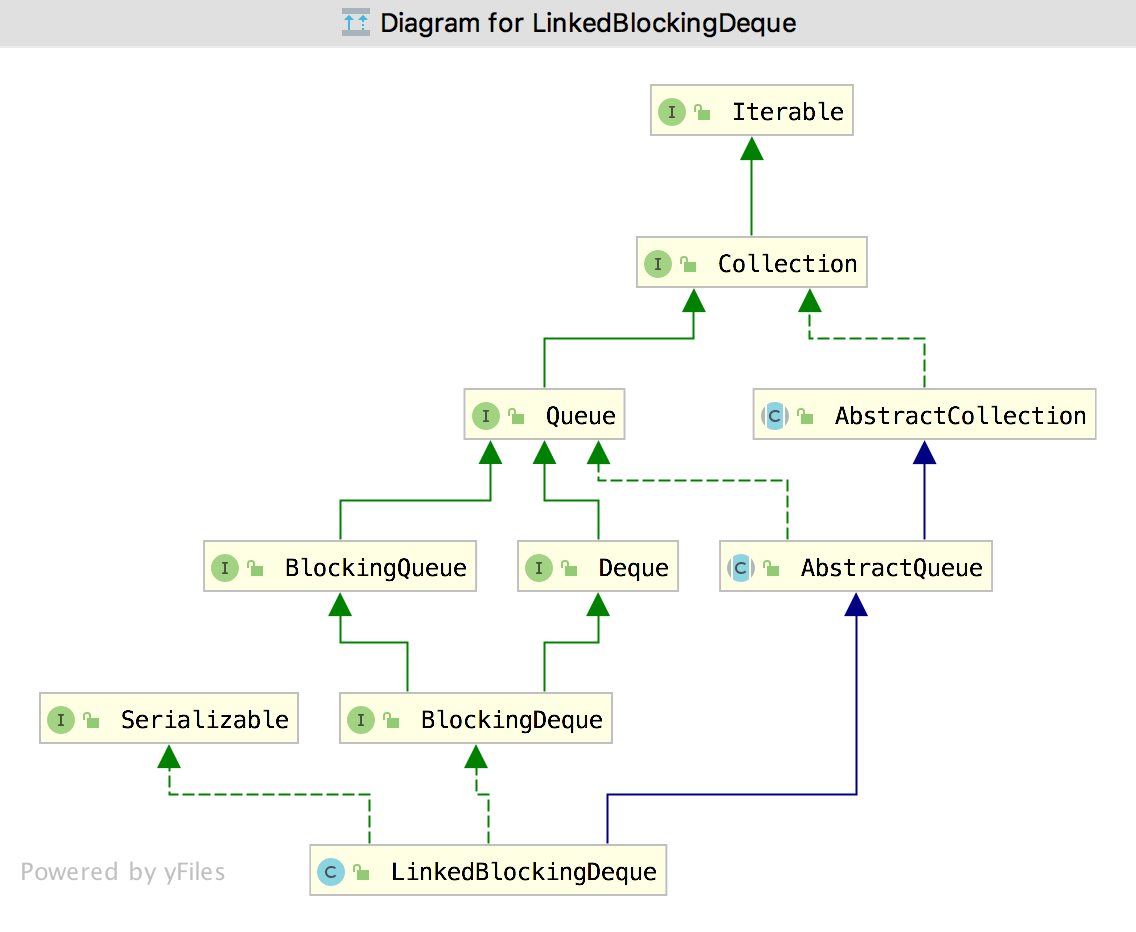 Diagram for LinkedBlockingDeque
I Iterable
I Collection
I Queue
C AbstractCollection
I BlockingQueue
I Deque
C AbstractQueue
I Serializable
I BlockingDeque
C LinkedBlockingDeque
Powered by yFiles